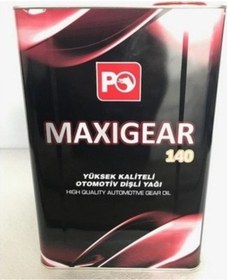 PO
MAXIGEAR
140
YÜKSEK KALİTELİ
OTOMOTİV DİŞLİ YAĞI
HIGH QUALITY AUTOMOTIVE GEAR OIL